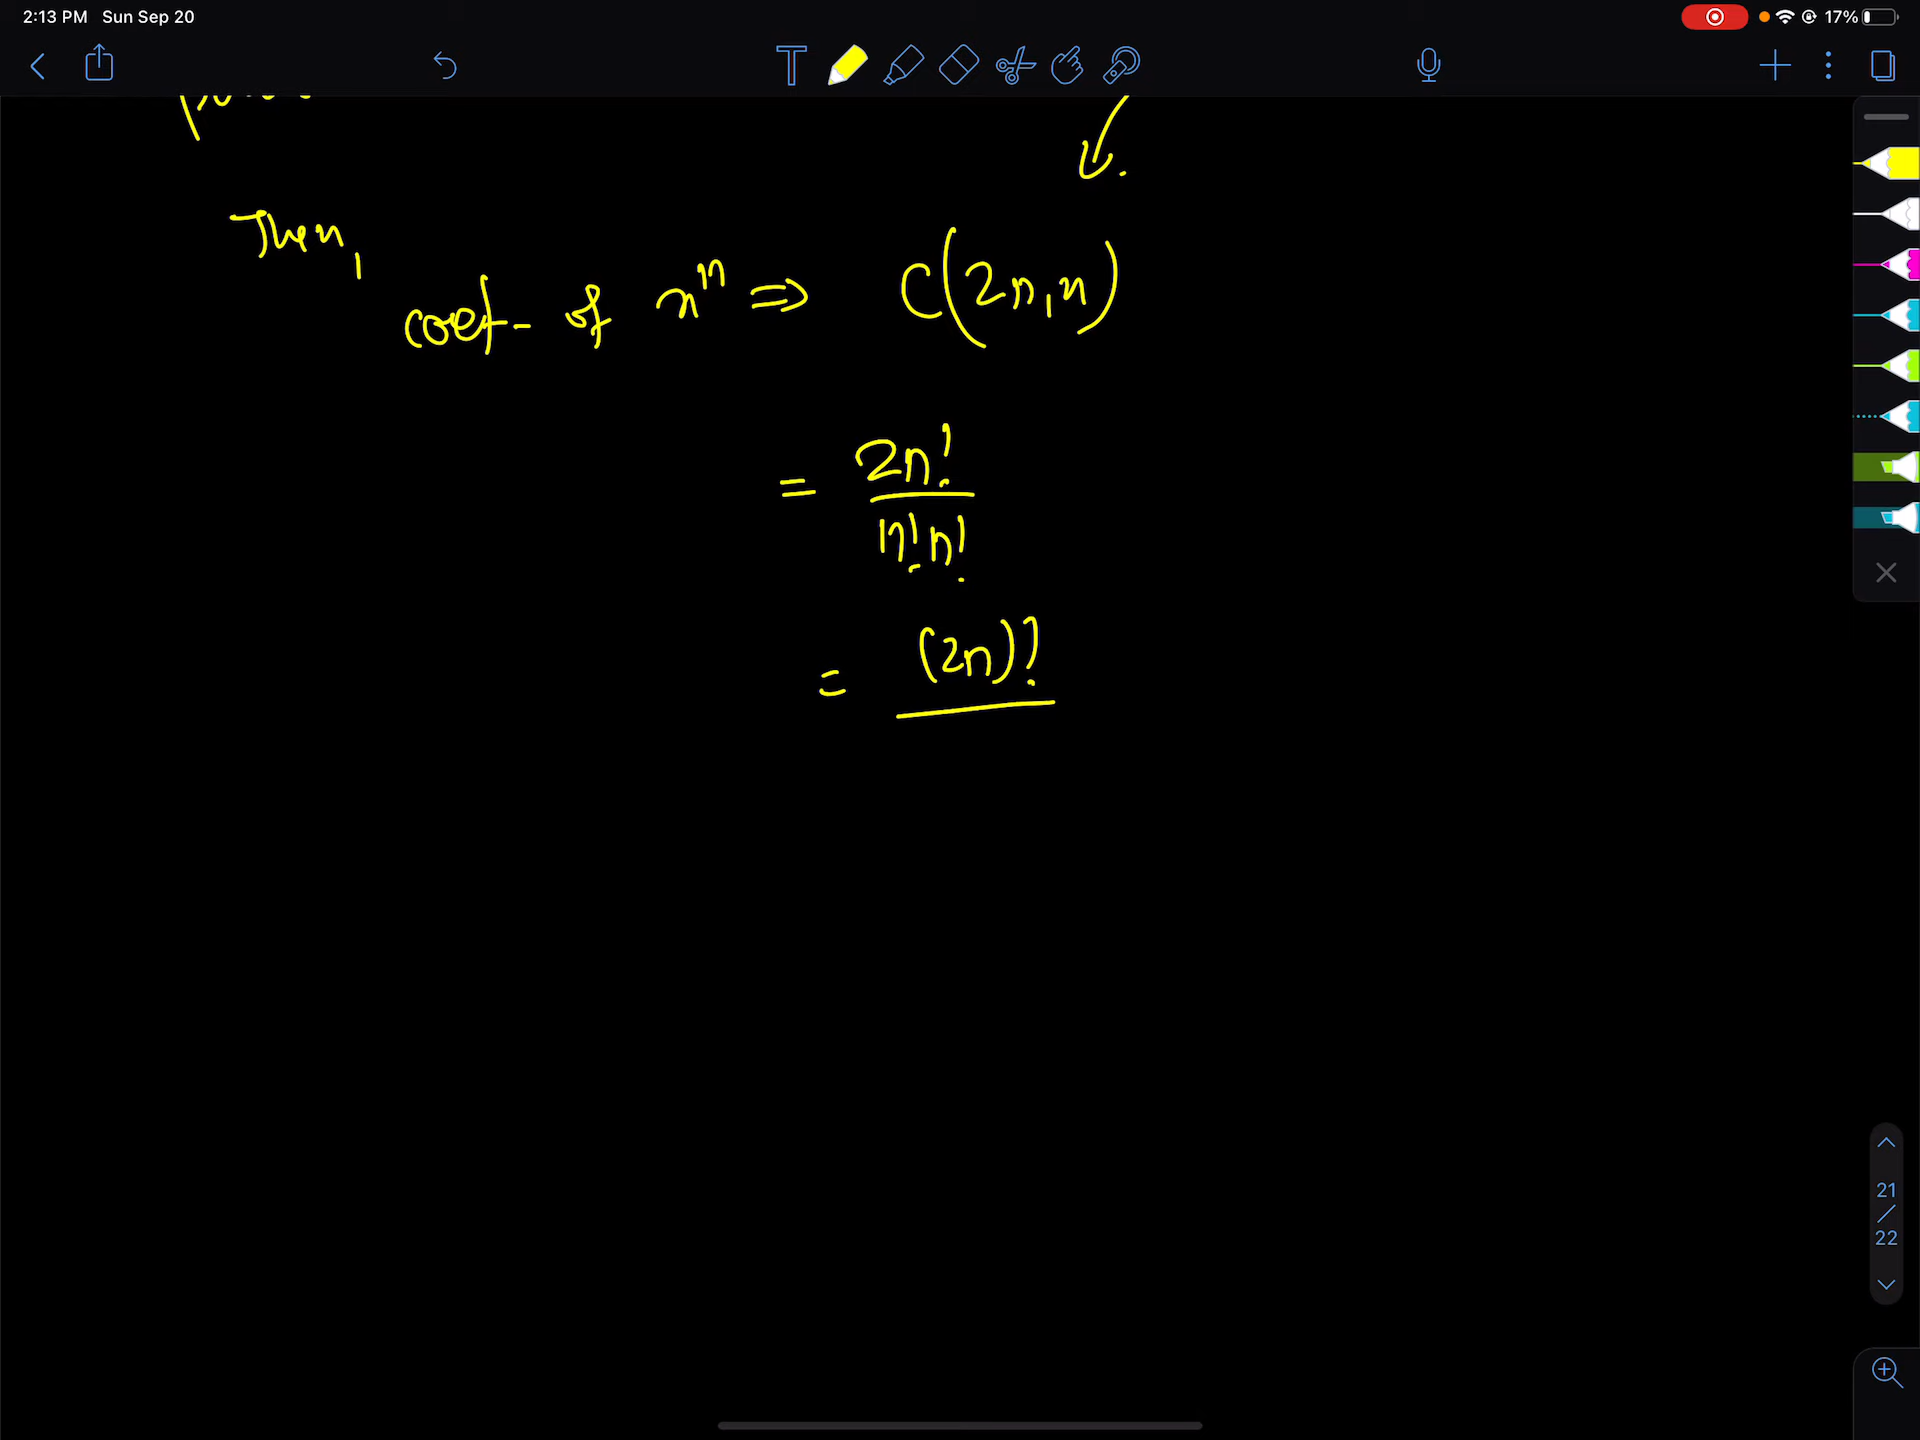 2:13 PM Sun Sep 20 17%
Then,
coef. of x^n ⇒ C(2n,n)
= 2n!
n!n!
= (2n)!
21
/
22